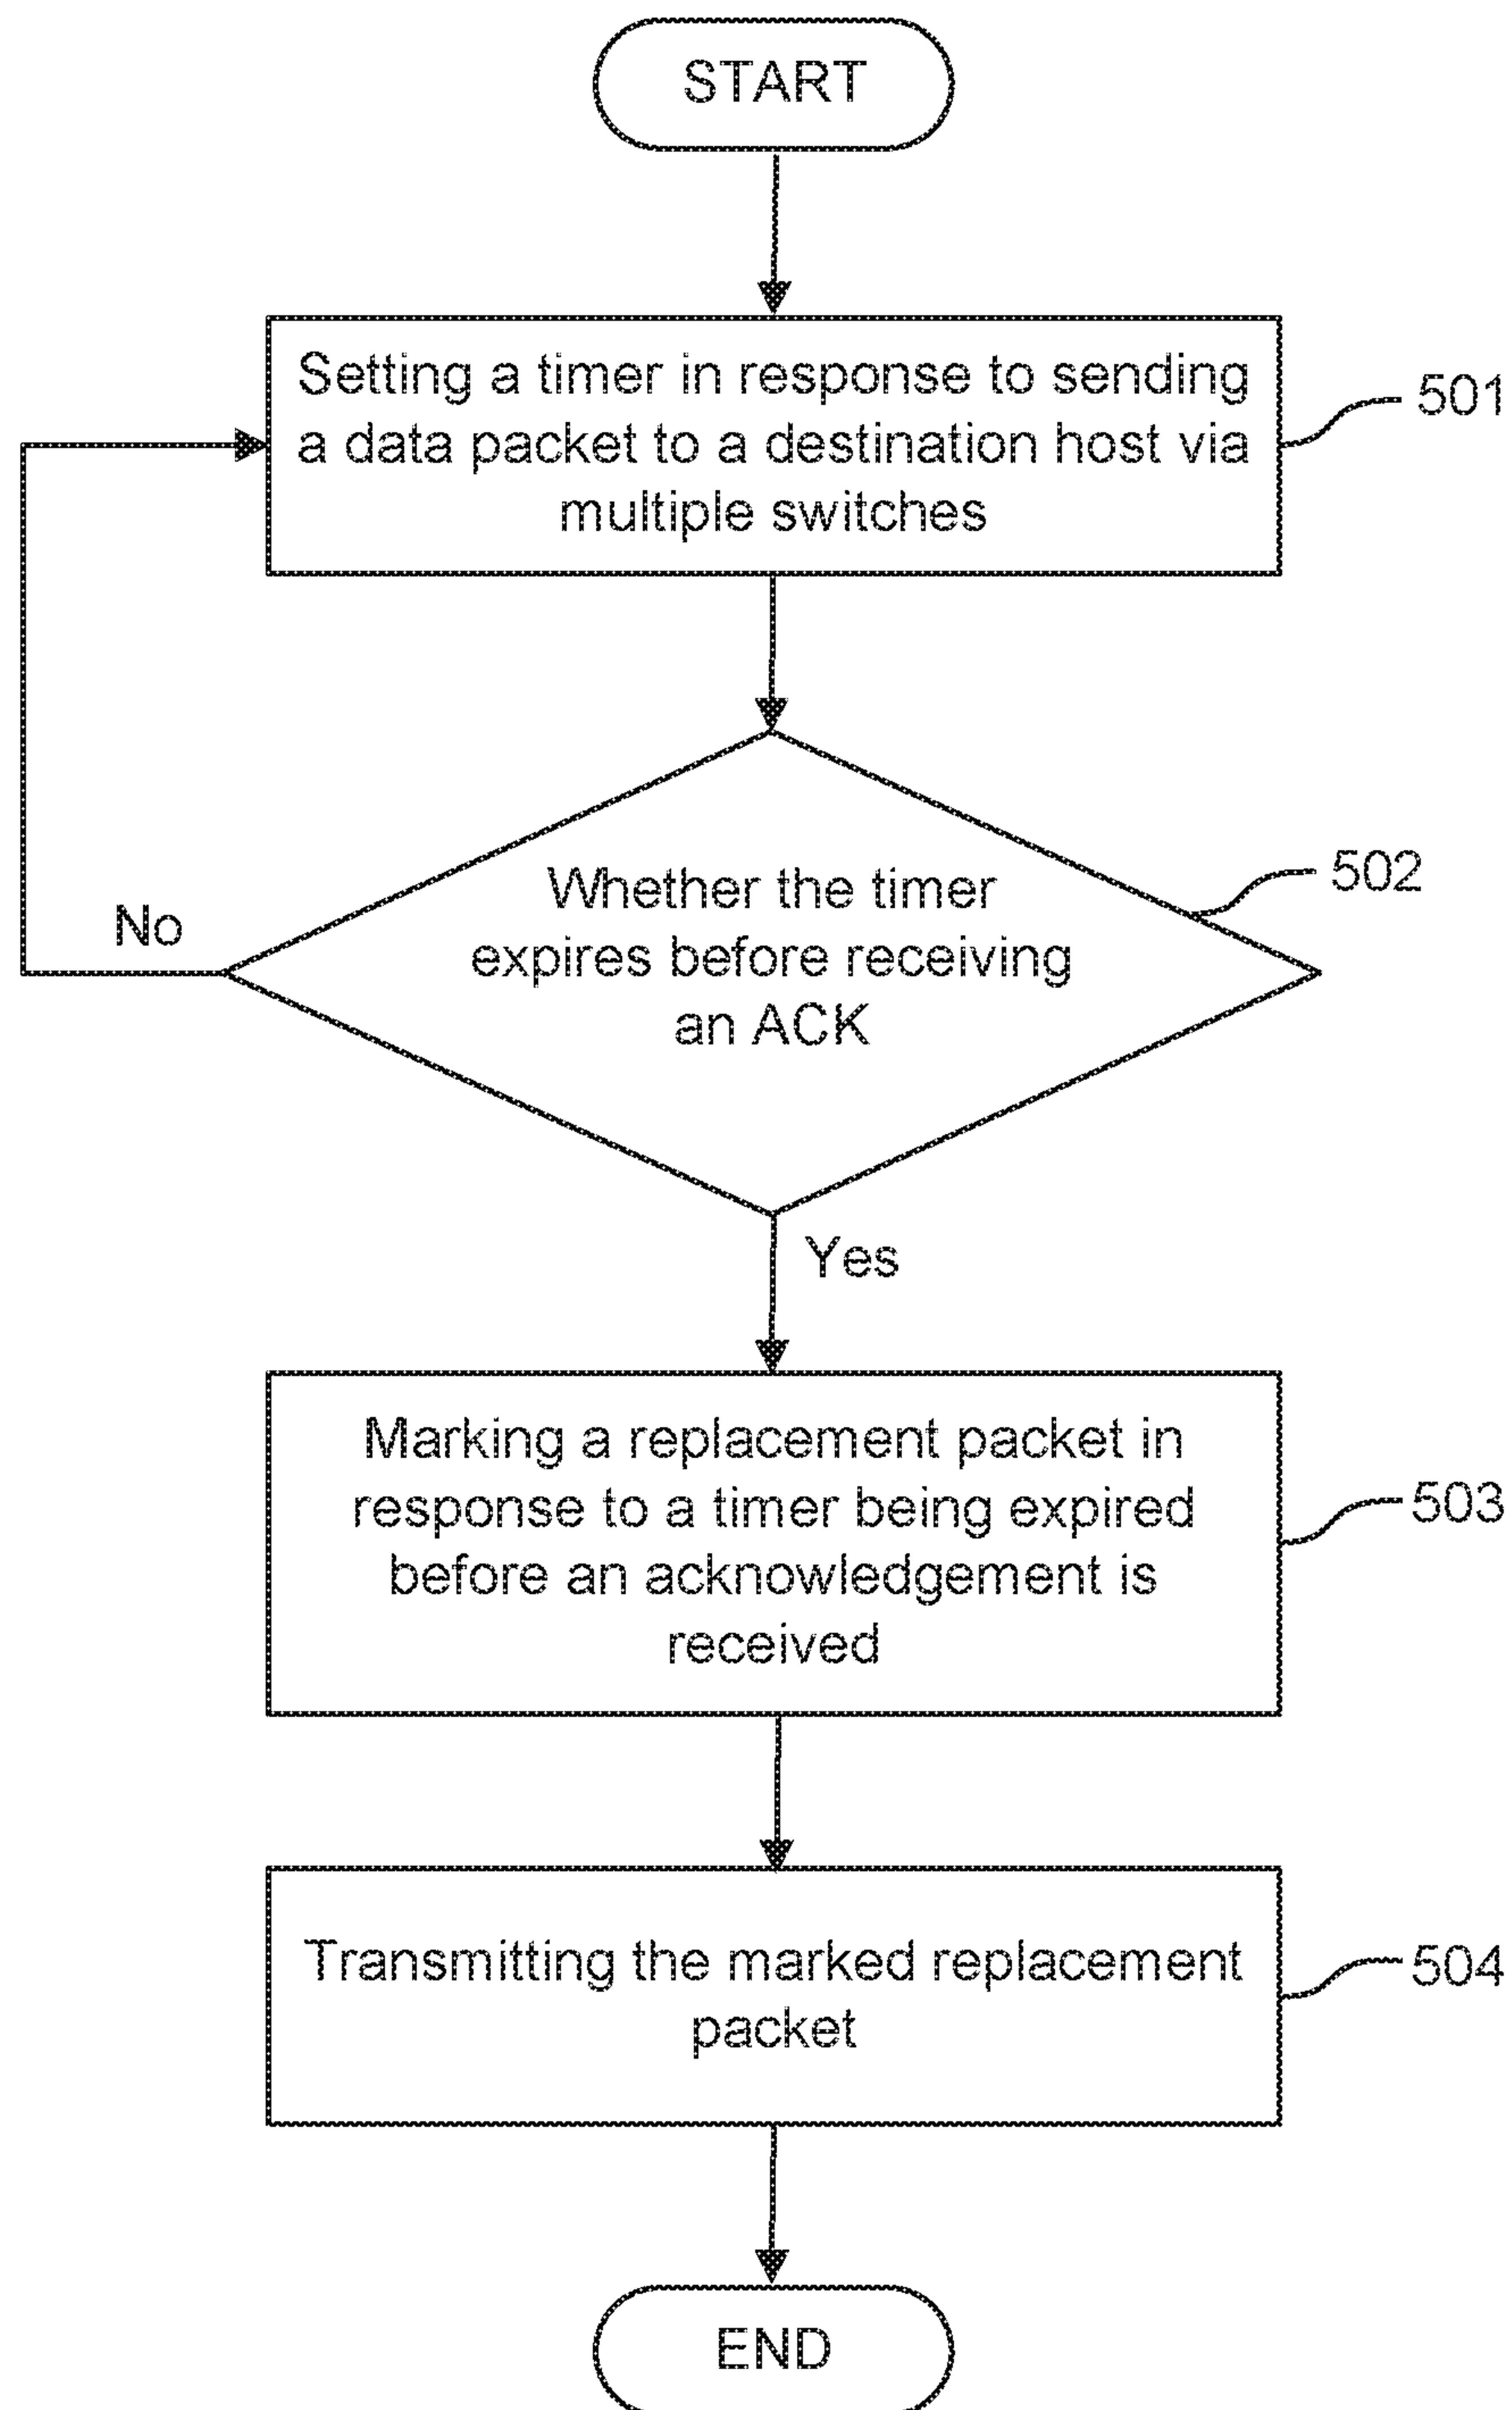 START
Setting a timer in response to sending
a data packet to a destination host via
multiple switches
501
Whether the timer
expires before receiving
an ACK
502
No
Yes
Marking a replacement packet in
response to a timer being expired
before an acknowledgement is
received
503
Transmitting the marked replacement
packet
504
END